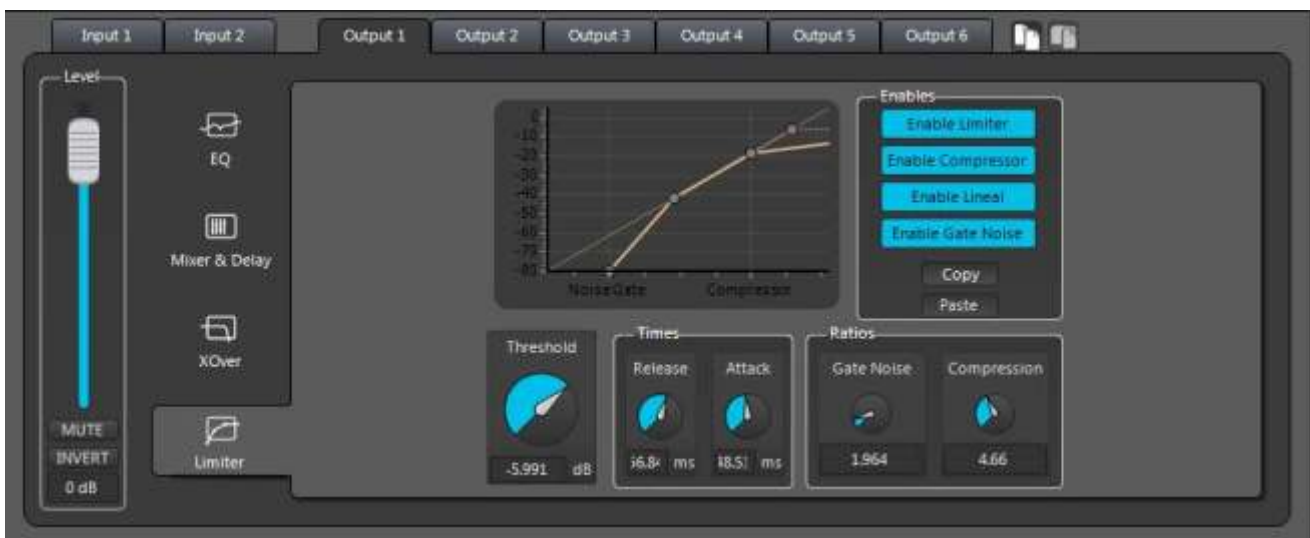 Input 1
Input 2
Output 1
Output 2
Output 3
Output 4
Output 5
Output 6
Level
MUTE
INVERT
0 dB
EQ
Mixer & Delay
XOver
Limiter
0
-10
-20
-30
-40
-50
-60
-80
NoiseGate
Compressor
Enables
Enable Limiter
Enable Compressor
Enable Lineal
Enable Gate Noise
Copy
Paste
Threshold
-5.991 dB
Times
Release
Attack
ms
ms
Ratios
Gate Noise
Compression
1.964
4.66